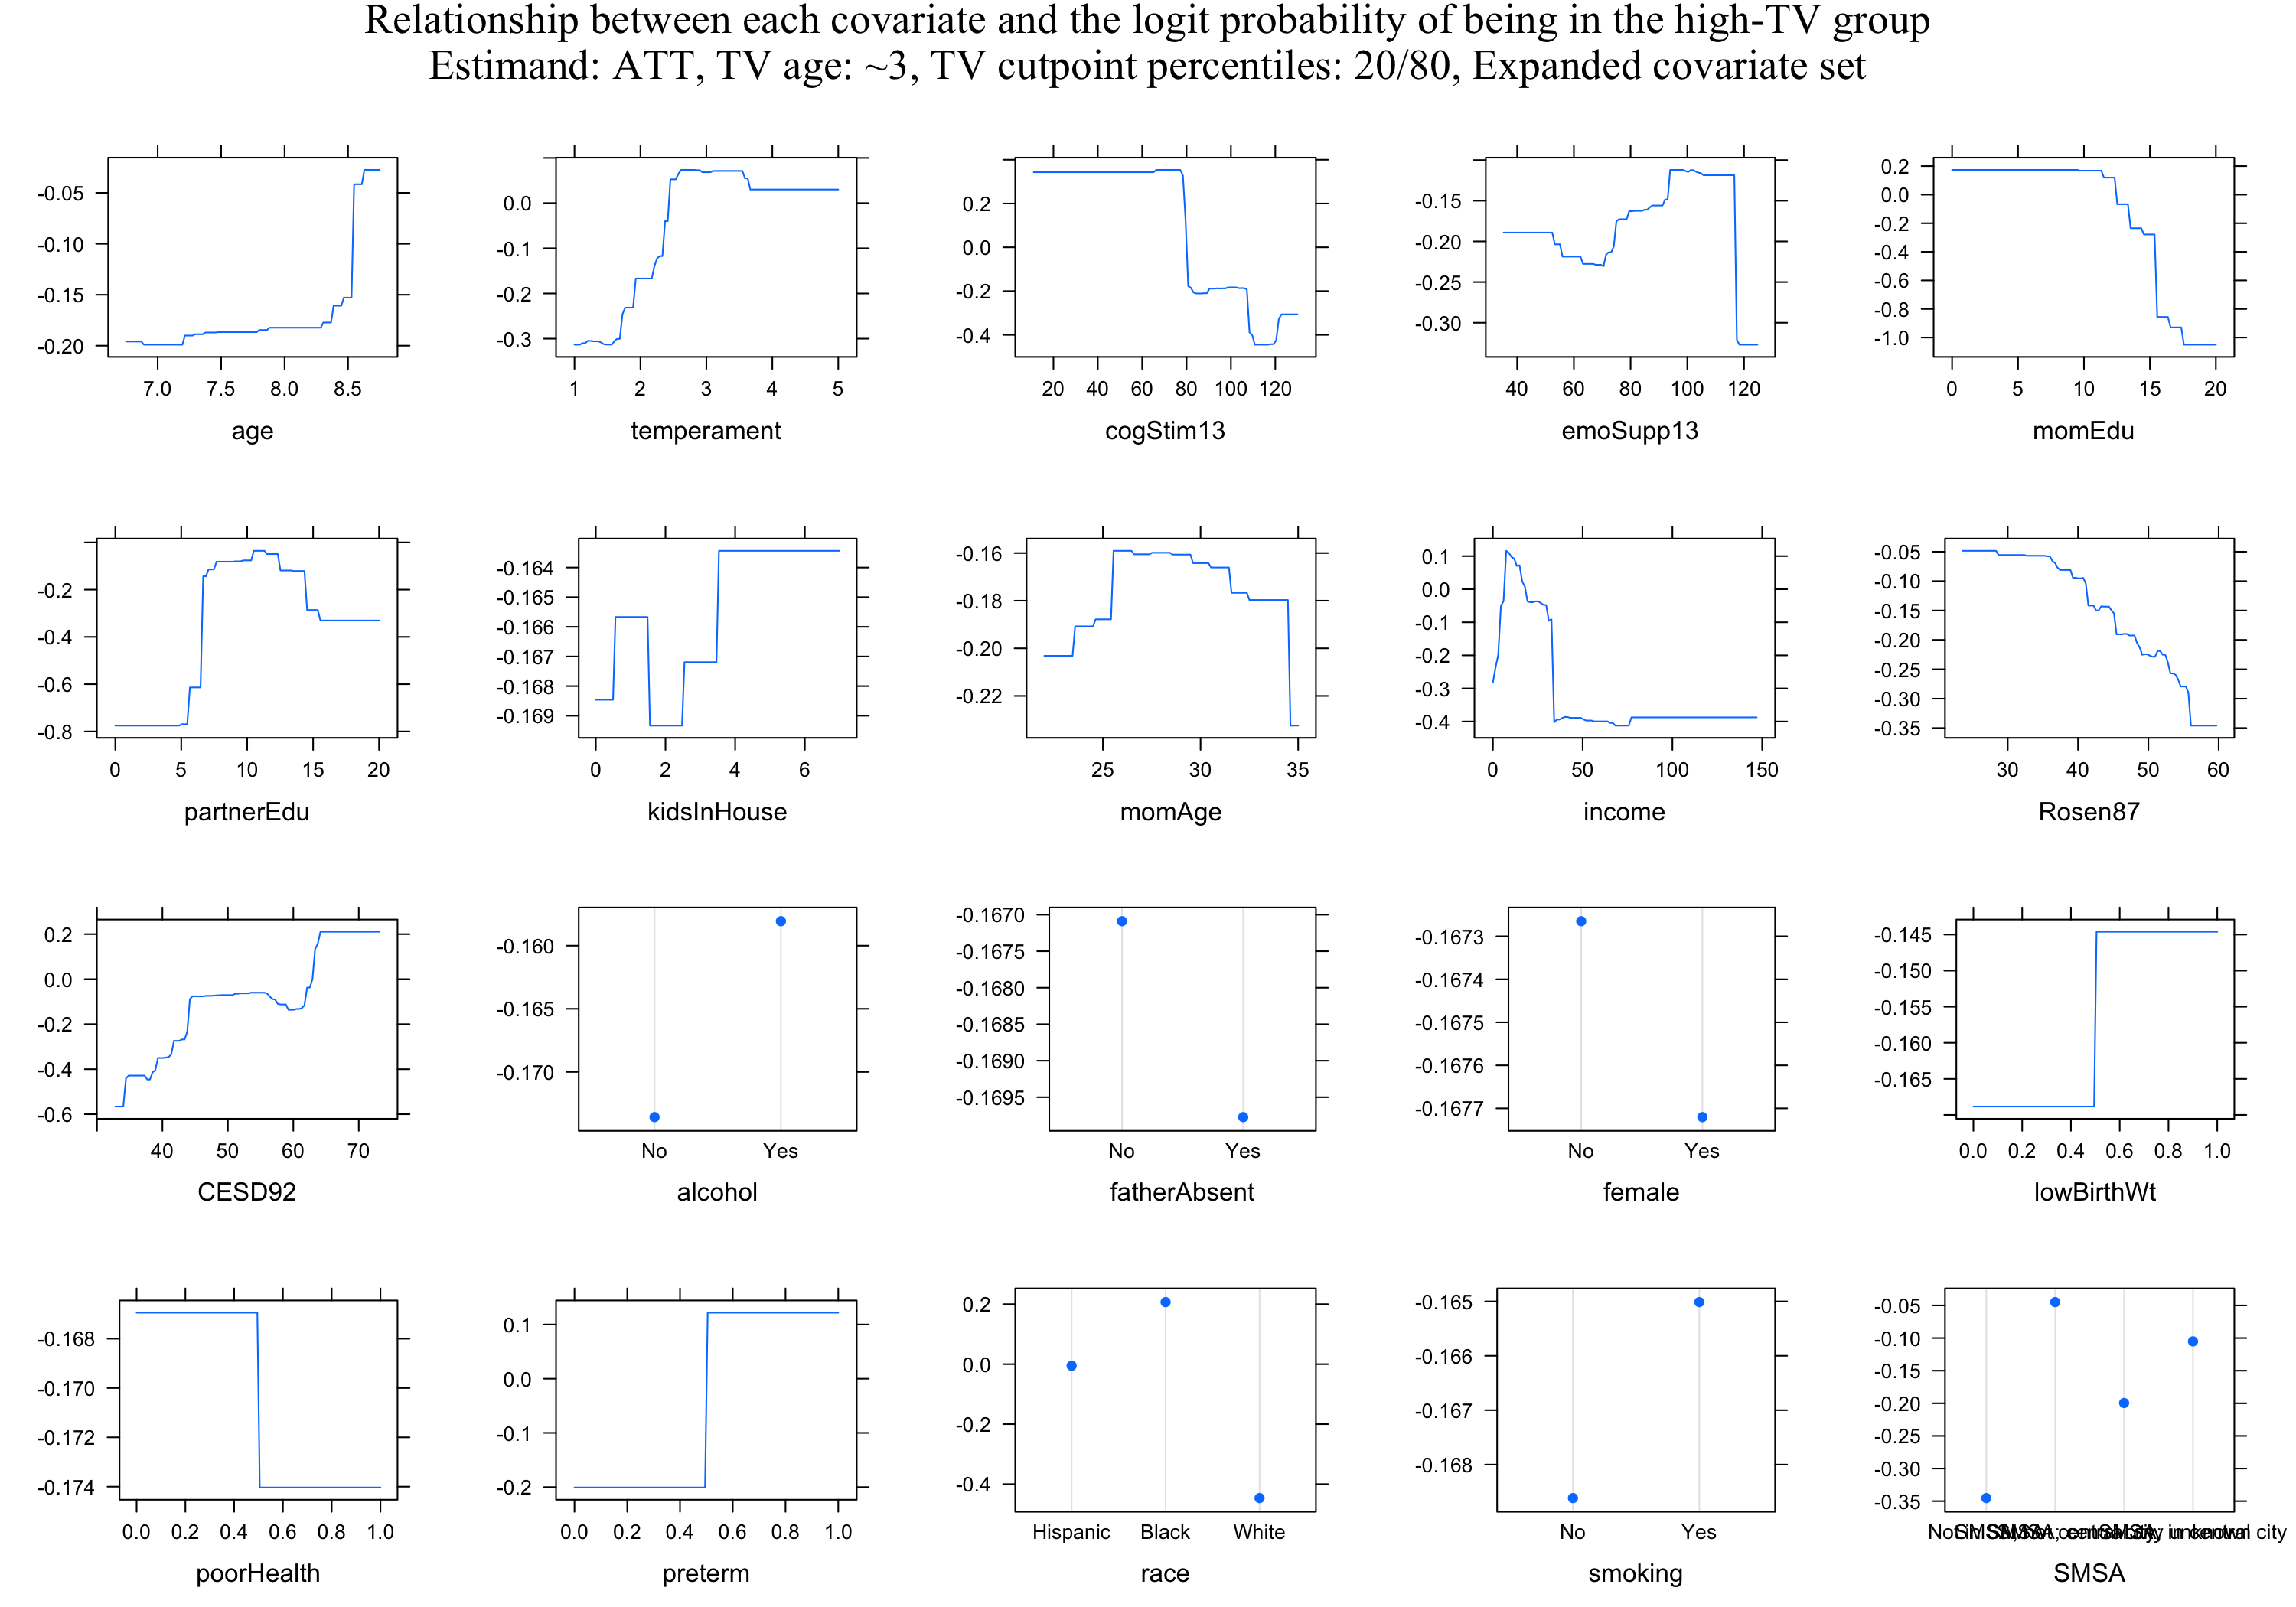 Relationship between each covariate and the logit probability of being in the high-TV group
Estimand: ATT, TV age: ~3, TV cutpoint percentiles: 20/80, Expanded covariate set
-0.05
-0.10
-0.15
-0.20
7.0 7.5 8.0 8.5
age
0.0
-0.1
-0.2
-0.3
1 2 3 4 5
temperament
0.2
0.0
-0.2
-0.4
20 40 60 80 100 120
cogStim13
-0.15
-0.20
-0.25
-0.30
40 60 80 100 120
emoSupp13
0.2
0.0
-0.2
-0.4
-0.6
-0.8
-1.0
0 5 10 15 20
momEdu
-0.2
-0.4
-0.6
-0.8
0 5 10 15 20
partnerEdu
-0.164
-0.165
-0.166
-0.167
-0.168
-0.169
0 2 4 6
kidsInHouse
-0.16
-0.18
-0.20
-0.22
25 30 35
momAge
0.1
0.0
-0.1
-0.2
-0.3
-0.4
0 50 100 150
income
-0.05
-0.10
-0.15
-0.20
-0.25
-0.30
-0.35
30 40 50 60
Rosen87
0.2
0.0
-0.2
-0.4
-0.6
40 50 60 70
CESD92
-0.160
-0.165
-0.170
No Yes
alcohol
-0.1670
-0.1675
-0.1680
-0.1685
-0.1690
-0.1695
No Yes
fatherAbsent
-0.1673
-0.1674
-0.1675
-0.1676
-0.1677
No Yes
female
-0.145
-0.150
-0.155
-0.160
-0.165
0.0 0.2 0.4 0.6 0.8 1.0
lowBirthWt
-0.168
-0.170
-0.172
-0.174
0.0 0.2 0.4 0.6 0.8 1.0
poorHealth
0.1
0.0
-0.1
-0.2
0.0 0.2 0.4 0.6 0.8 1.0
preterm
0.2
0.0
-0.2
-0.4
Hispanic Black White
race
-0.165
-0.166
-0.167
-0.168
No Yes
smoking
-0.05
-0.10
-0.15
-0.20
-0.25
-0.30
-0.35
SMSA